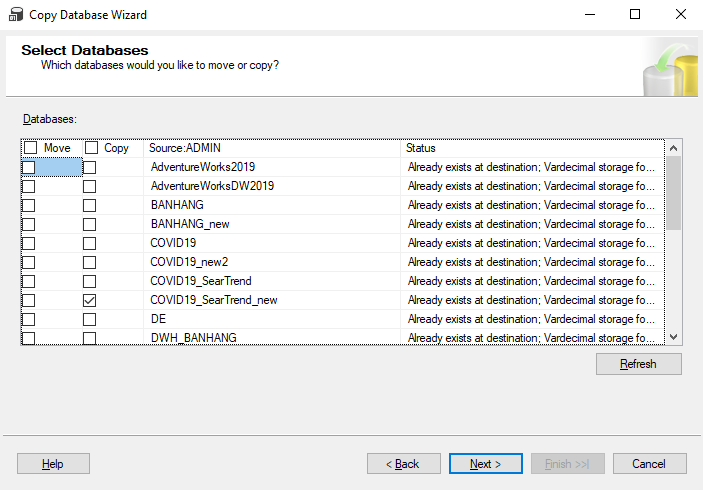 Copy Database Wizard
Select Databases
Which databases would you like to move or copy?
Databases:
Move Copy Source:ADMIN Status
AdventureWorks2019 Already exists at destination; Vardecimal storage fo...
AdventureWorksDW2019 Already exists at destination; Vardecimal storage fo...
BANHANG Already exists at destination; Vardecimal storage fo...
BANHANG_new Already exists at destination; Vardecimal storage fo...
COVID19 Already exists at destination; Vardecimal storage fo...
COVID19_new2 Already exists at destination; Vardecimal storage fo...
COVID19_SearTrend Already exists at destination; Vardecimal storage fo...
COVID19_SearTrend_new Already exists at destination; Vardecimal storage fo...
DE Already exists at destination; Vardecimal storage fo...
DWH_BANHANG Already exists at destination; Vardecimal storage fo...
Refresh
Help < Back Next > Finish >>| Cancel